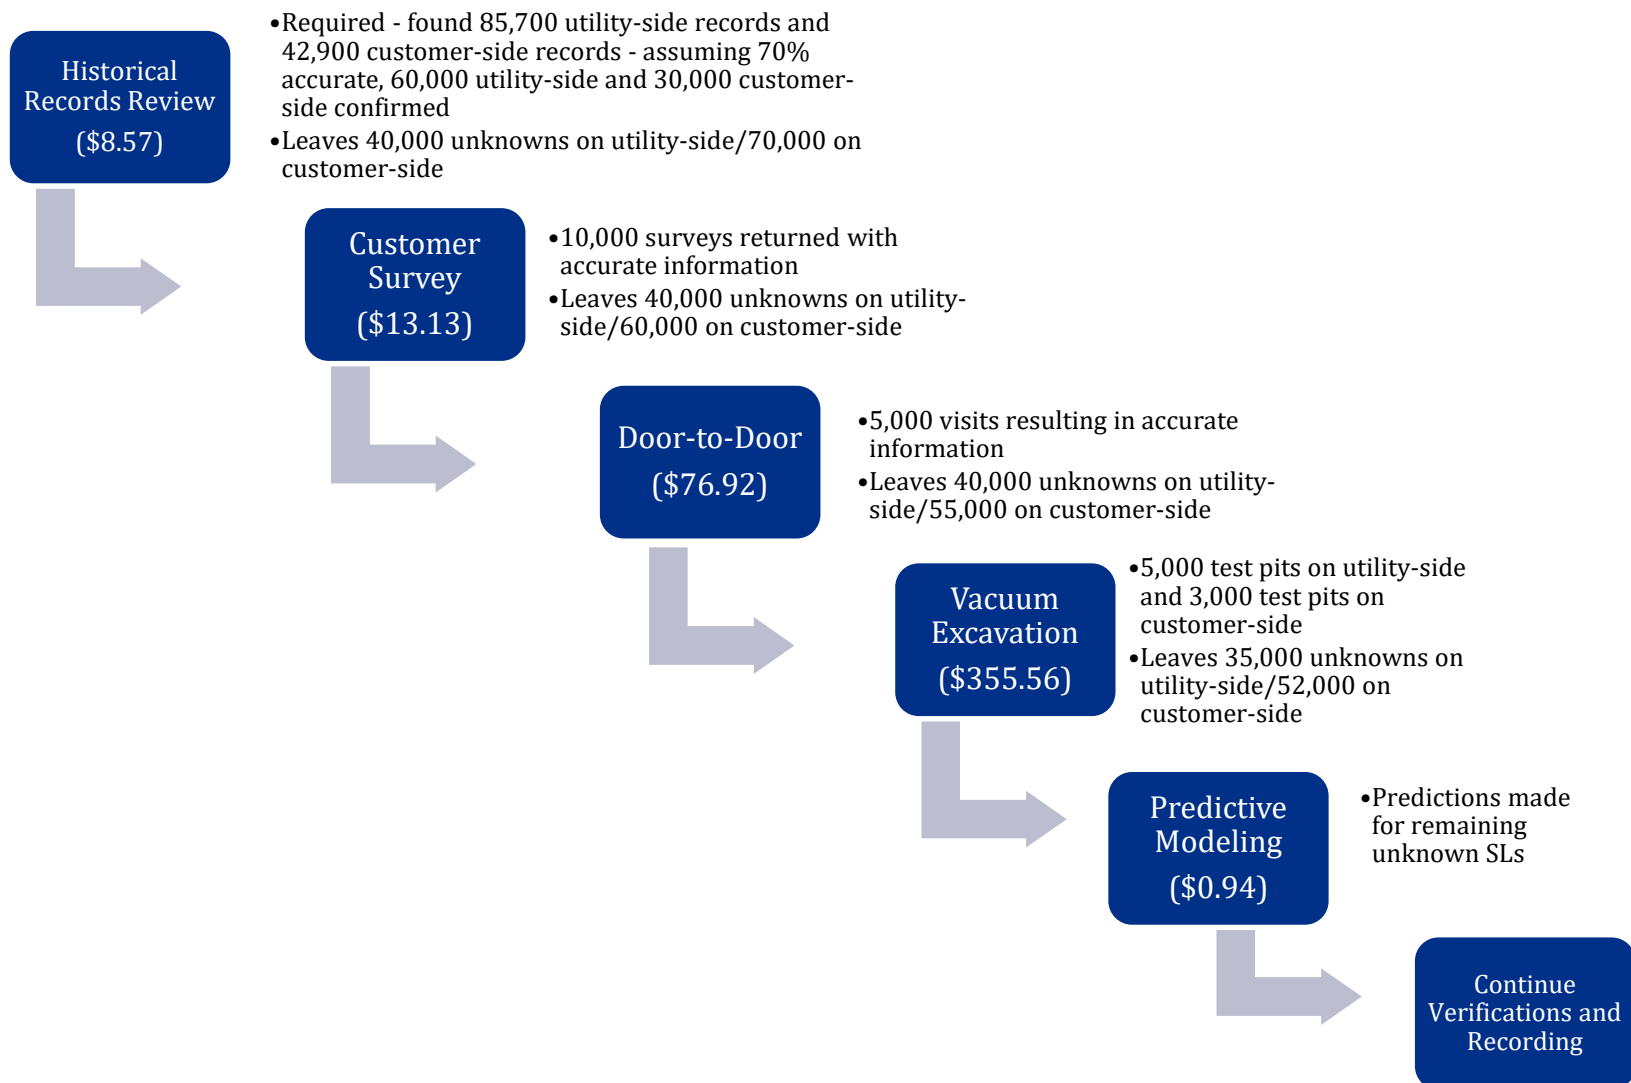 Historical
Records Review
($8.57)
•Required - found 85,700 utility-side records and
42,900 customer-side records - assuming 70%
accurate, 60,000 utility-side and 30,000 customer-
side confirmed
•Leaves 40,000 unknowns on utility-side/70,000 on
customer-side
Customer
Survey
($13.13)
•10,000 surveys returned with
accurate information
•Leaves 40,000 unknowns on utility-
side/60,000 on customer-side
Door-to-Door
($76.92)
•5,000 visits resulting in accurate
information
•Leaves 40,000 unknowns on utility-
side/55,000 on customer-side
Vacuum
Excavation
($355.56)
•5,000 test pits on utility-side
and 3,000 test pits on
customer-side
•Leaves 35,000 unknowns on
utility-side/52,000 on
customer-side
Predictive
Modeling
($0.94)
•Predictions made
for remaining
unknown SLs
Continue
Verifications and
Recording